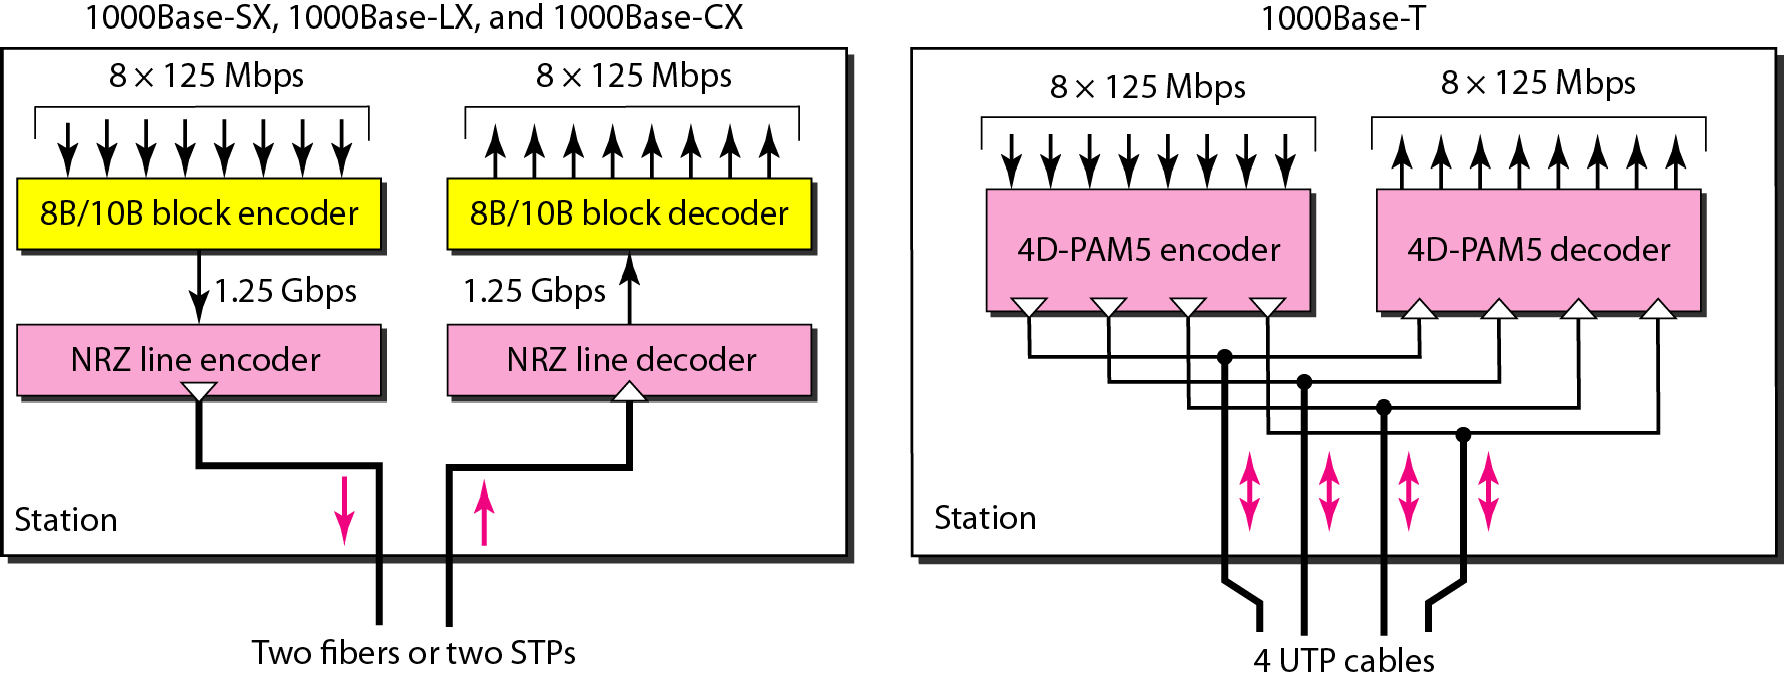 1000Base-SX, 1000Base-LX, and 1000Base-CX
8 × 125 Mbps
8 × 125 Mbps
8B/10B block encoder
8B/10B block decoder
1.25 Gbps
1.25 Gbps
NRZ line encoder
NRZ line decoder
Station
Two fibers or two STPs
1000Base-T
8 × 125 Mbps
8 × 125 Mbps
4D-PAM5 encoder
4D-PAM5 decoder
Station
4 UTP cables